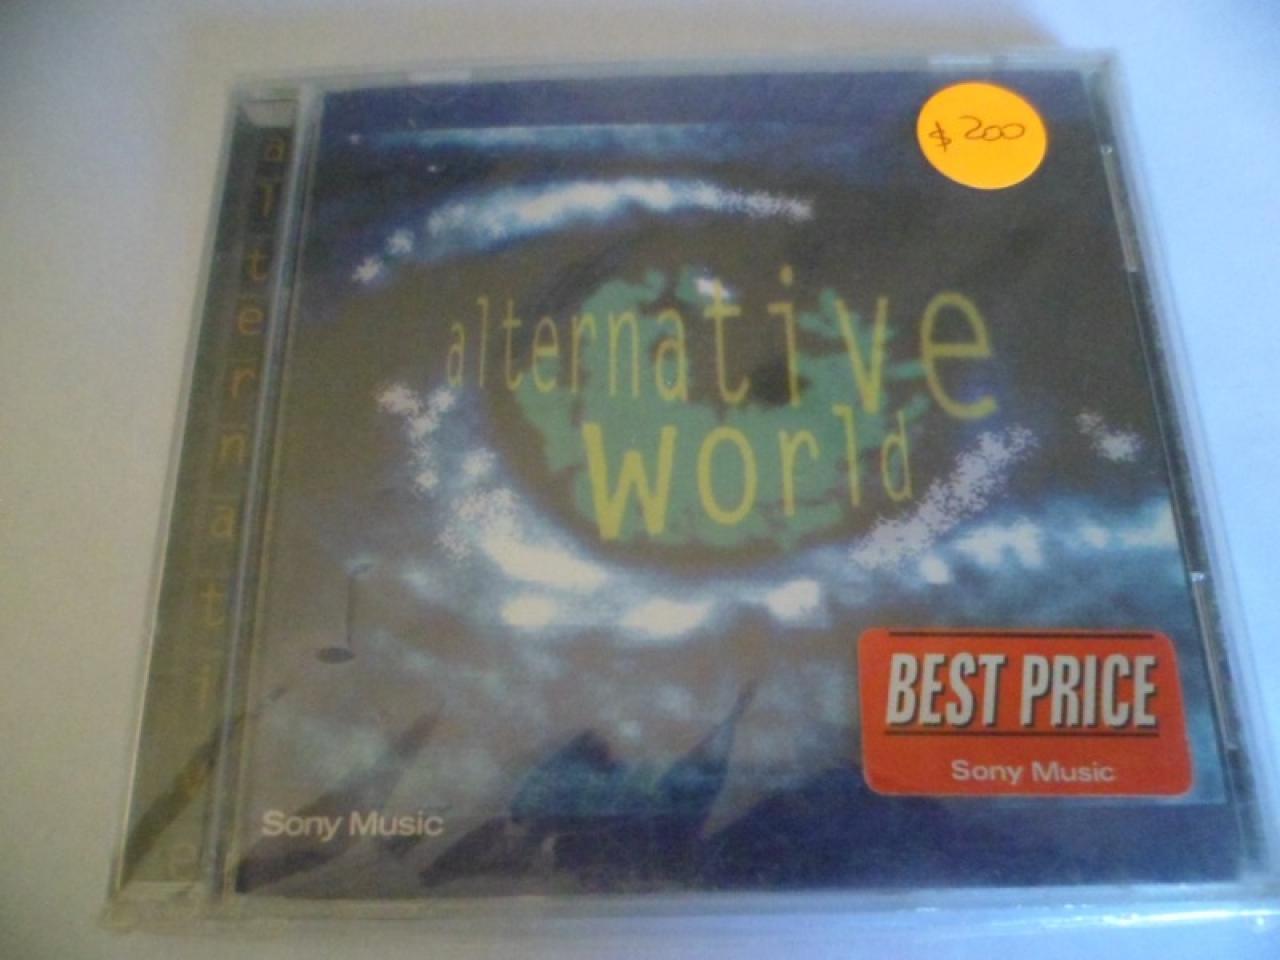 $ 200
alternative
alternative
world
BEST PRICE
Sony Music
Sony Music